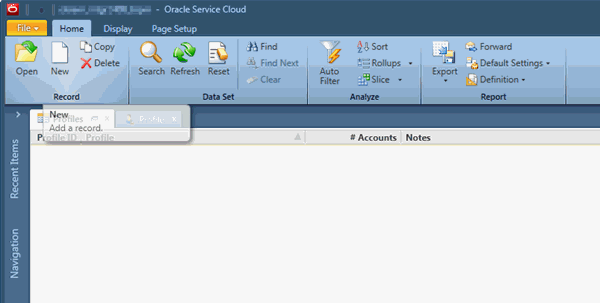 - Oracle Service Cloud
File Home Display Page Setup
Open New Copy Delete Search Refresh Reset Find Find Next Clear Auto Filter Sort Rollups Slice Export Forward Default Settings Definition
Record Data Set Analyze Report
New
Profiles Profile
Add a record.
Profile ID Profile # Accounts Notes
Recent Items
Navigation